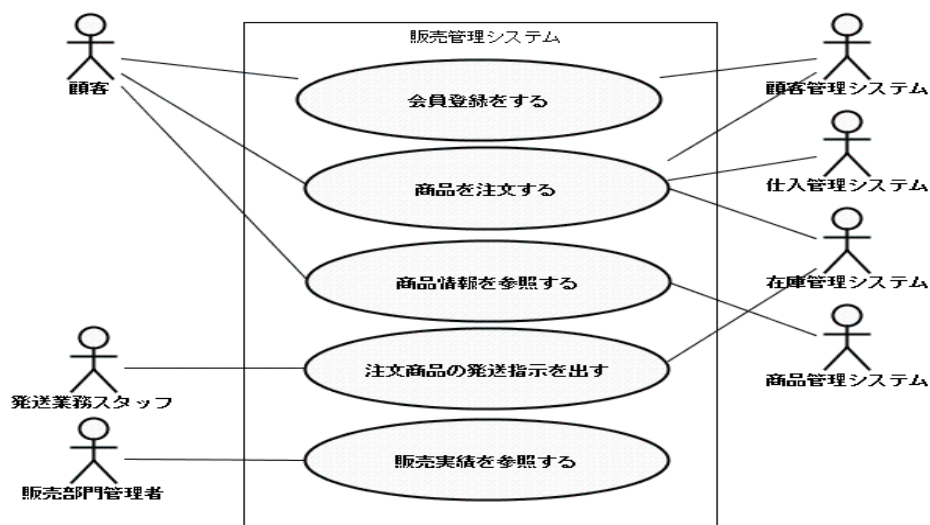 販売管理システム
顧客
会員登録をする
顧客管理システム
商品を注文する
仕入管理システム
商品情報を参照する
在庫管理システム
注文商品の発送指示を出す
商品管理システム
発送業務スタッフ
販売実績を参照する
販売部門管理者